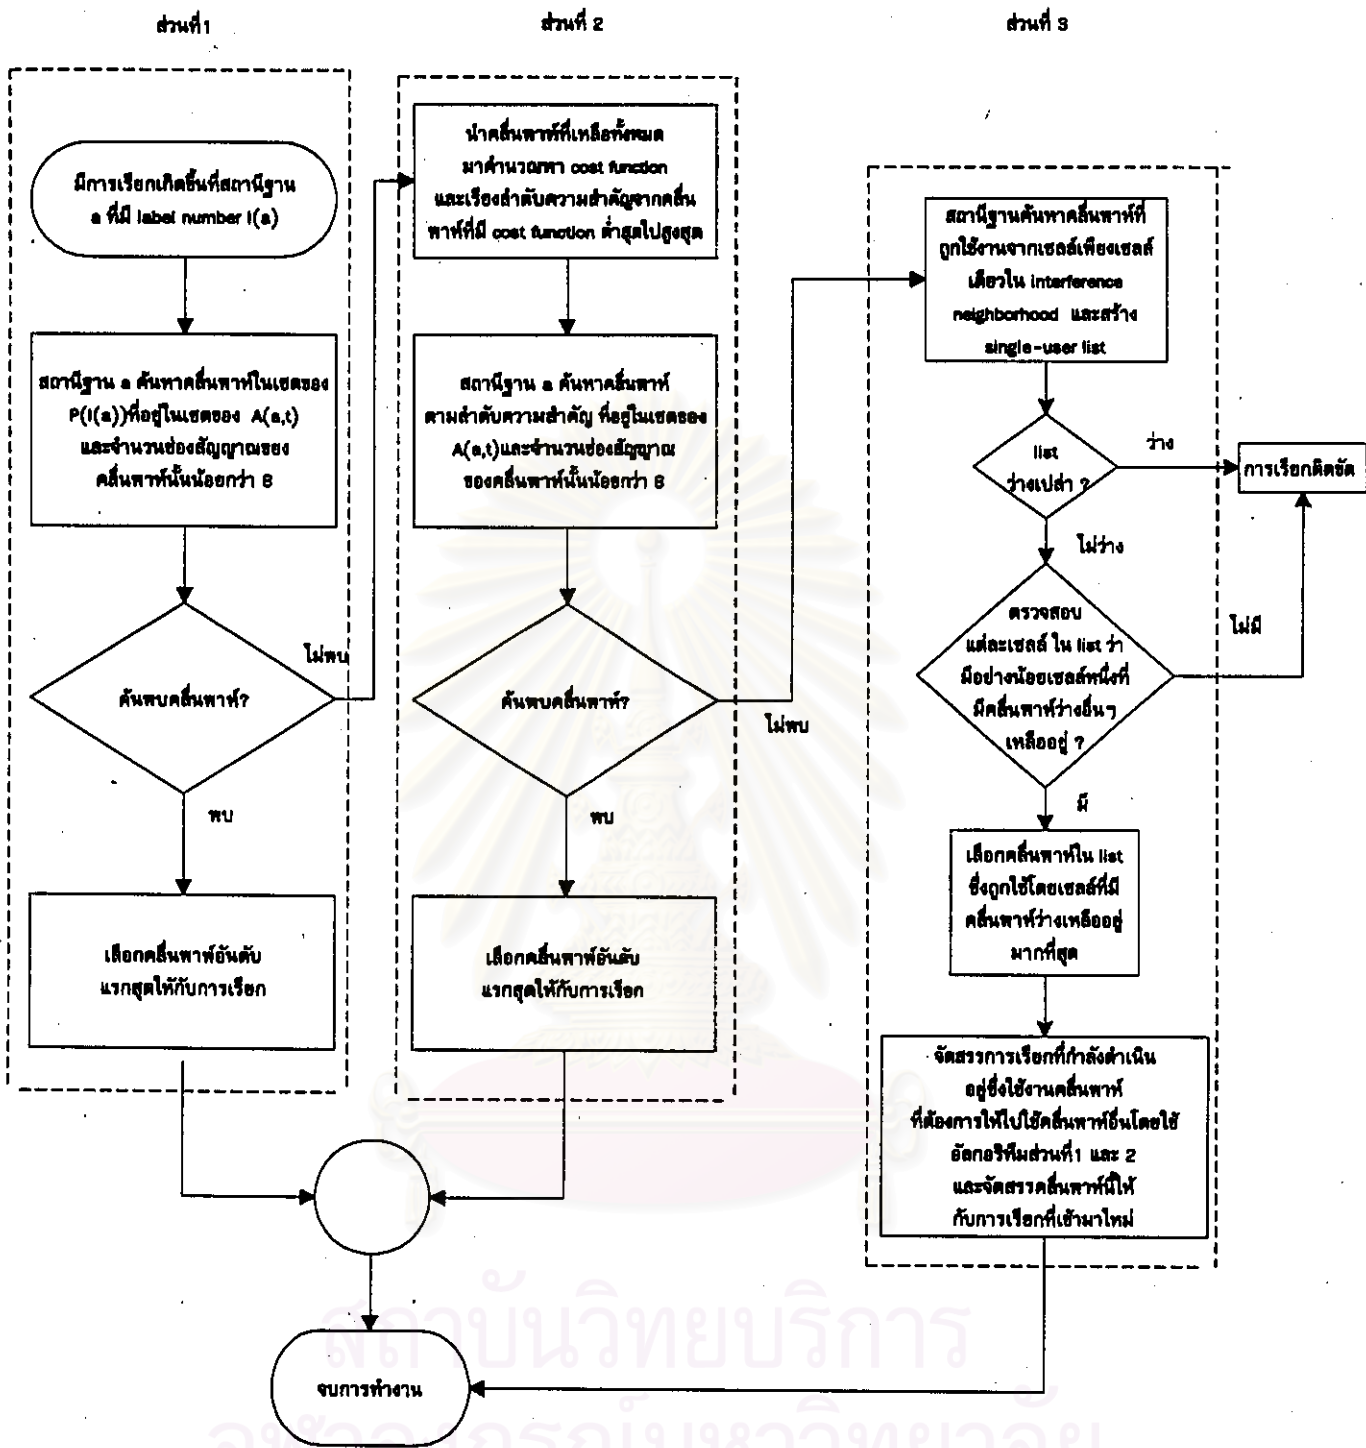 ส่วนที่1
ส่วนที่ 2
ส่วนที่ 3
มีการเรียกเกิดขึ้นที่สถานีฐาน
a ที่มี label number l(a)
สถานีฐาน a ค้นหาคลื่นพาห์ในเซตของ
P(l(a))ที่อยู่ในเซตของ A(a,t)
และจำนวนช่องสัญญาณของ
คลื่นพาห์นั้นน้อยกว่า 8
ค้นพบคลื่นพาห์?
ไม่พบ
พบ
เลือกคลื่นพาห์อันดับ
แรกสุดให้กับการเรียก
นำคลื่นพาห์ที่เหลือทั้งหมด
มาคำนวณหา cost function
และเรียงลำดับความสำคัญจากคลื่น
พาห์ที่มี cost function ต่ำสุดไปสูงสุด
สถานีฐาน a ค้นหาคลื่นพาห์
ตามลำดับความสำคัญ ที่อยู่ในเซตของ
A(a,t)และจำนวนช่องสัญญาณ
ของคลื่นพาห์นั้นน้อยกว่า 8
ค้นพบคลื่นพาห์?
ไม่พบ
พบ
เลือกคลื่นพาห์อันดับ
แรกสุดให้กับการเรียก
สถานีฐานค้นหาคลื่นพาห์ที่
ถูกใช้งานจากเซลล์เพียงเซลล์
เดียวใน interference
neighborhood และสร้าง
single-user list
list
ว่างเปล่า ?
ว่าง
การเรียกติดขัด
ไม่ว่าง
ตรวจสอบ
แต่ละเซลล์ ใน list ว่า
มีอย่างน้อยเซลล์หนึ่งที่
มีคลื่นพาห์ว่างอื่นๆ
เหลืออยู่ ?
ไม่มี
มี
เลือกคลื่นพาห์ใน list
ซึ่งถูกใช้โดยเซลล์ที่มี
คลื่นพาห์ว่างเหลืออยู่
มากที่สุด
จัดสรรการเรียกที่กำลังดำเนิน
อยู่ซึ่งใช้งานคลื่นพาห์
ที่ต้องการให้ไปใช้คลื่นพาห์อื่นโดยใช้
อัลกอริทึมส่วนที่1 และ 2
และจัดสรรคลื่นพาห์นี้ให้
กับการเรียกที่เข้ามาใหม่
จบการทำงาน
สถาบันวิทยบริการ
จุฬาลงกรณ์มหาวิทยาลัย